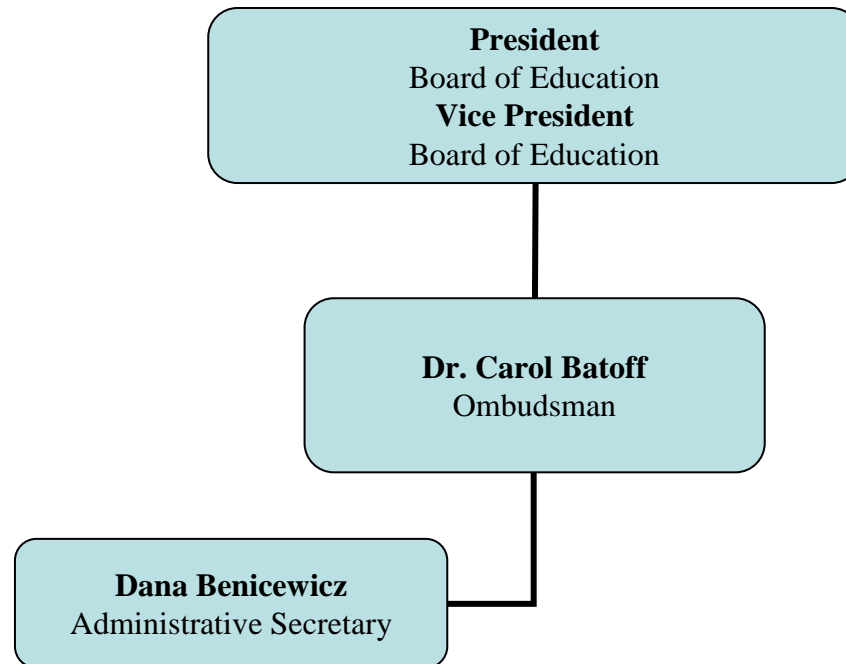 President
Board of Education
Vice President
Board of Education
Dr. Carol Batoff
Ombudsman
Dana Benicewicz
Administrative Secretary